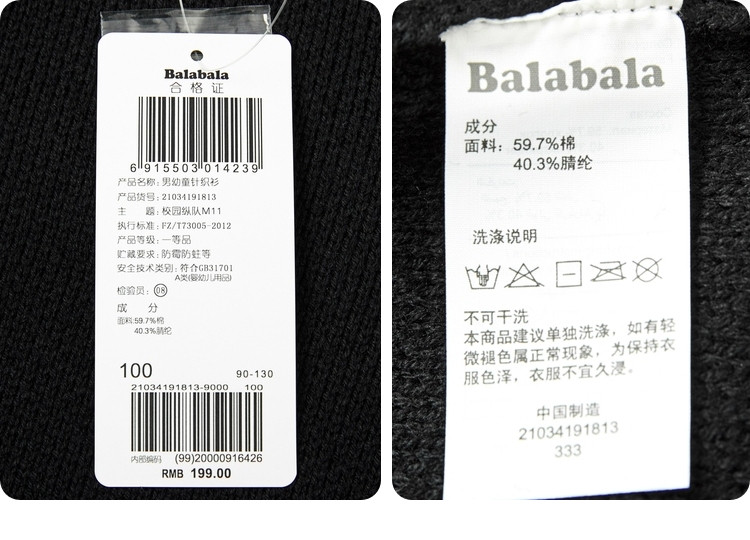 Balabala
合格证
6 915503 014239
产品名称: 男幼童针织衫
产品货号: 21034191813
主 题: 校园纵队M11
执行标准: FZ/T73005-2012
产品等级: 一等品
贮藏要求: 防霉防蛀等
安全技术类别: 符合GB31701
A类(婴幼儿用品)
检验员: 08
成 分
面料:59.7%棉
40.3%腈纶
100 90-130
21034191813-9000 100
内部编码 (99)20000916426
RMB 199.00
Balabala
成分
面料: 59.7%棉
40.3%腈纶
洗涤说明
不可干洗
本商品建议单独洗涤，如有轻
微褪色属正常现象，为保持衣
服色泽，衣服不宜久浸。
中国制造
21034191813
333